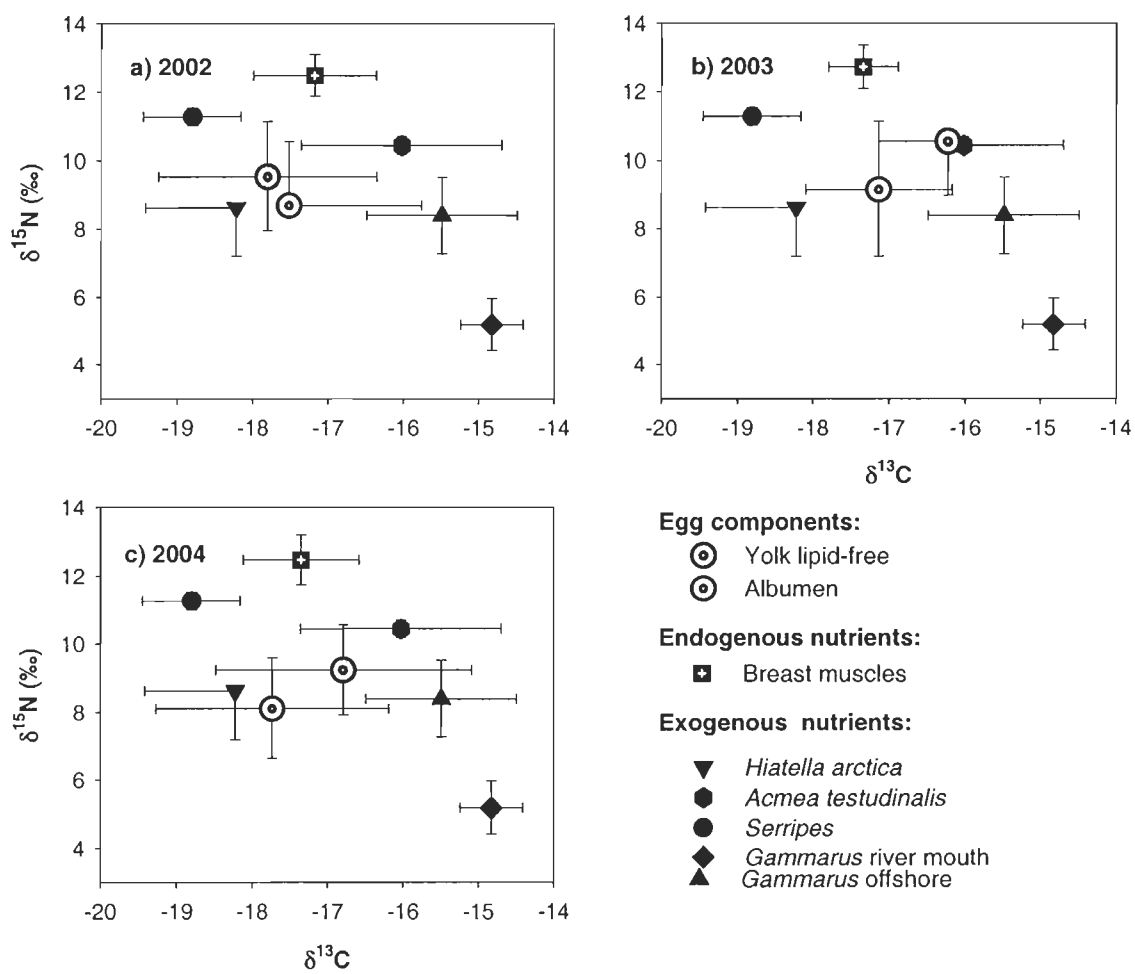 14
12
10
8
6
4
δ15N (‰)
a) 2002
-20 -19 -18 -17 -16 -15 -14
14
12
10
8
6
4
b) 2003
-20 -19 -18 -17 -16 -15 -14
δ13C
14
12
10
8
6
4
δ15N (‰)
c) 2004
-20 -19 -18 -17 -16 -15 -14
δ13C
Egg components:
Yolk lipid-free
Albumen
Endogenous nutrients:
Breast muscles
Exogenous nutrients:
Hiatella arctica
Acmea testudinalis
Serripes
Gammarus river mouth
Gammarus offshore